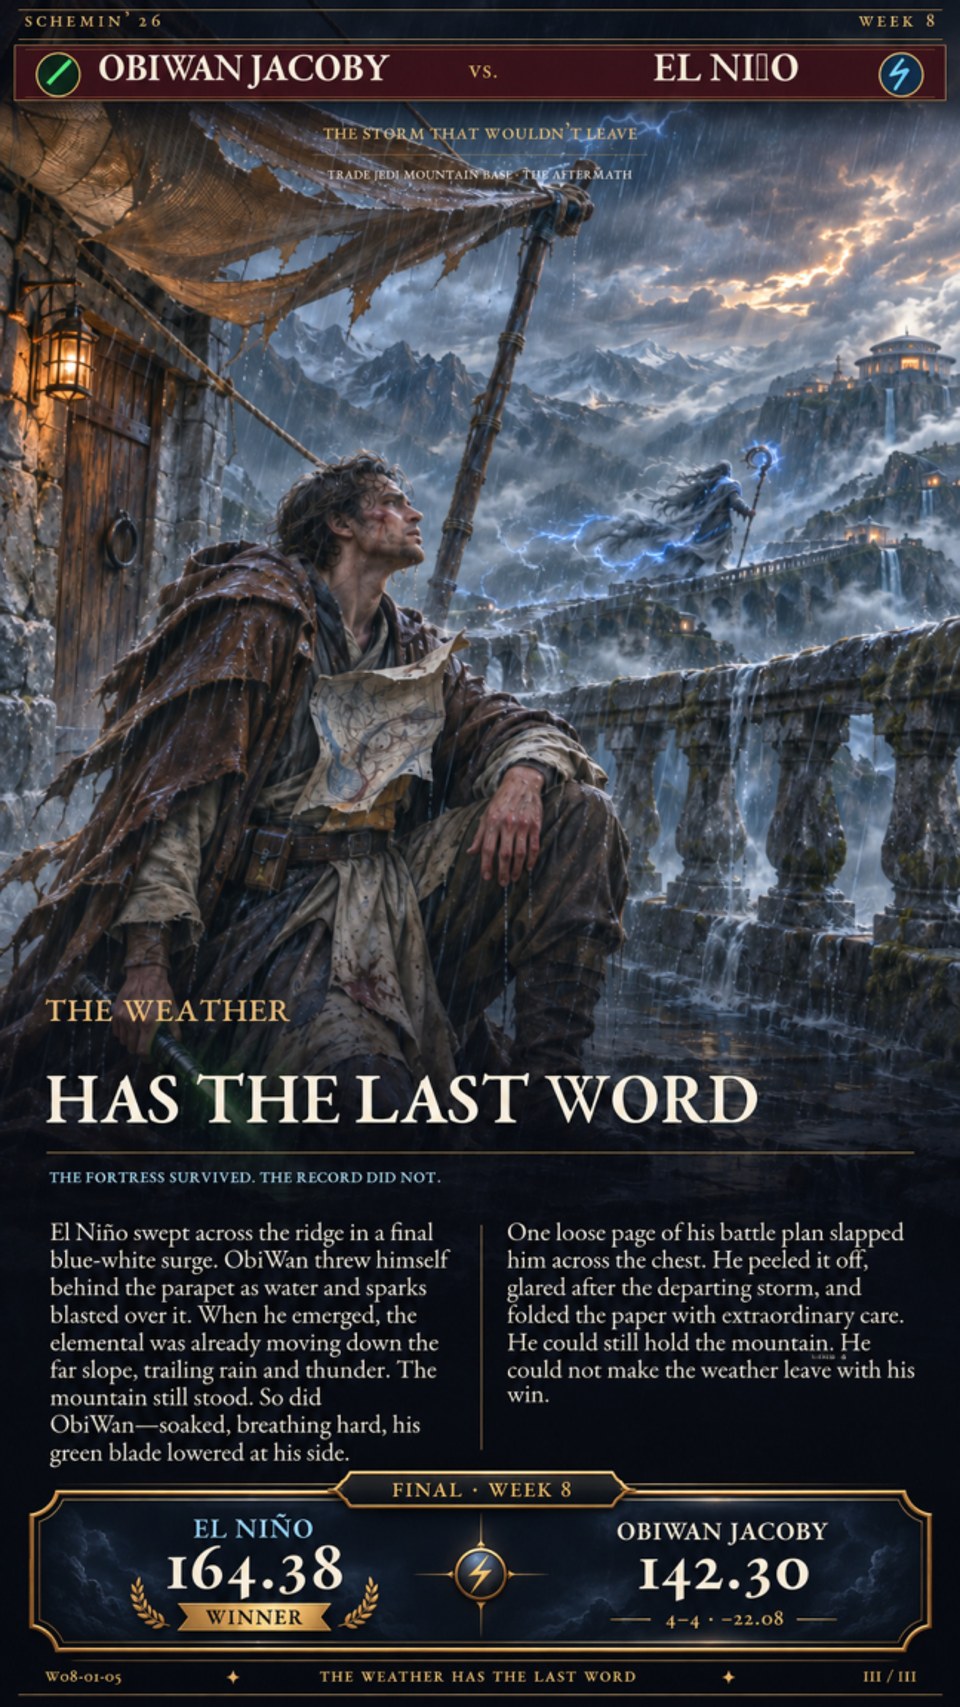 SCHEMIN' 26
WEEK 8
OBIWAN JACOBY
VS.
EL NI▯O
THE STORM THAT WOULDN'T LEAVE
TRADE JEDI MOUNTAIN BASE · THE AFTERMATH
THE WEATHER
HAS THE LAST WORD
THE FORTRESS SURVIVED. THE RECORD DID NOT.
El Niño swept across the ridge in a final
blue-white surge. ObiWan threw himself
behind the parapet as water and sparks
blasted over it. When he emerged, the
elemental was already moving down the
far slope, trailing rain and thunder. The
mountain still stood. So did
ObiWan—soaked, breathing hard, his
green blade lowered at his side.
One loose page of his battle plan slapped
him across the chest. He peeled it off,
glared after the departing storm, and
folded the paper with extraordinary care.
He could still hold the mountain. He
could not make the weather leave with his
win.
FINAL · WEEK 8
EL NIÑO
164.38
WINNER
OBIWAN JACOBY
142.30
4–4 · –22.08
W08-01-05
THE WEATHER HAS THE LAST WORD
III / III